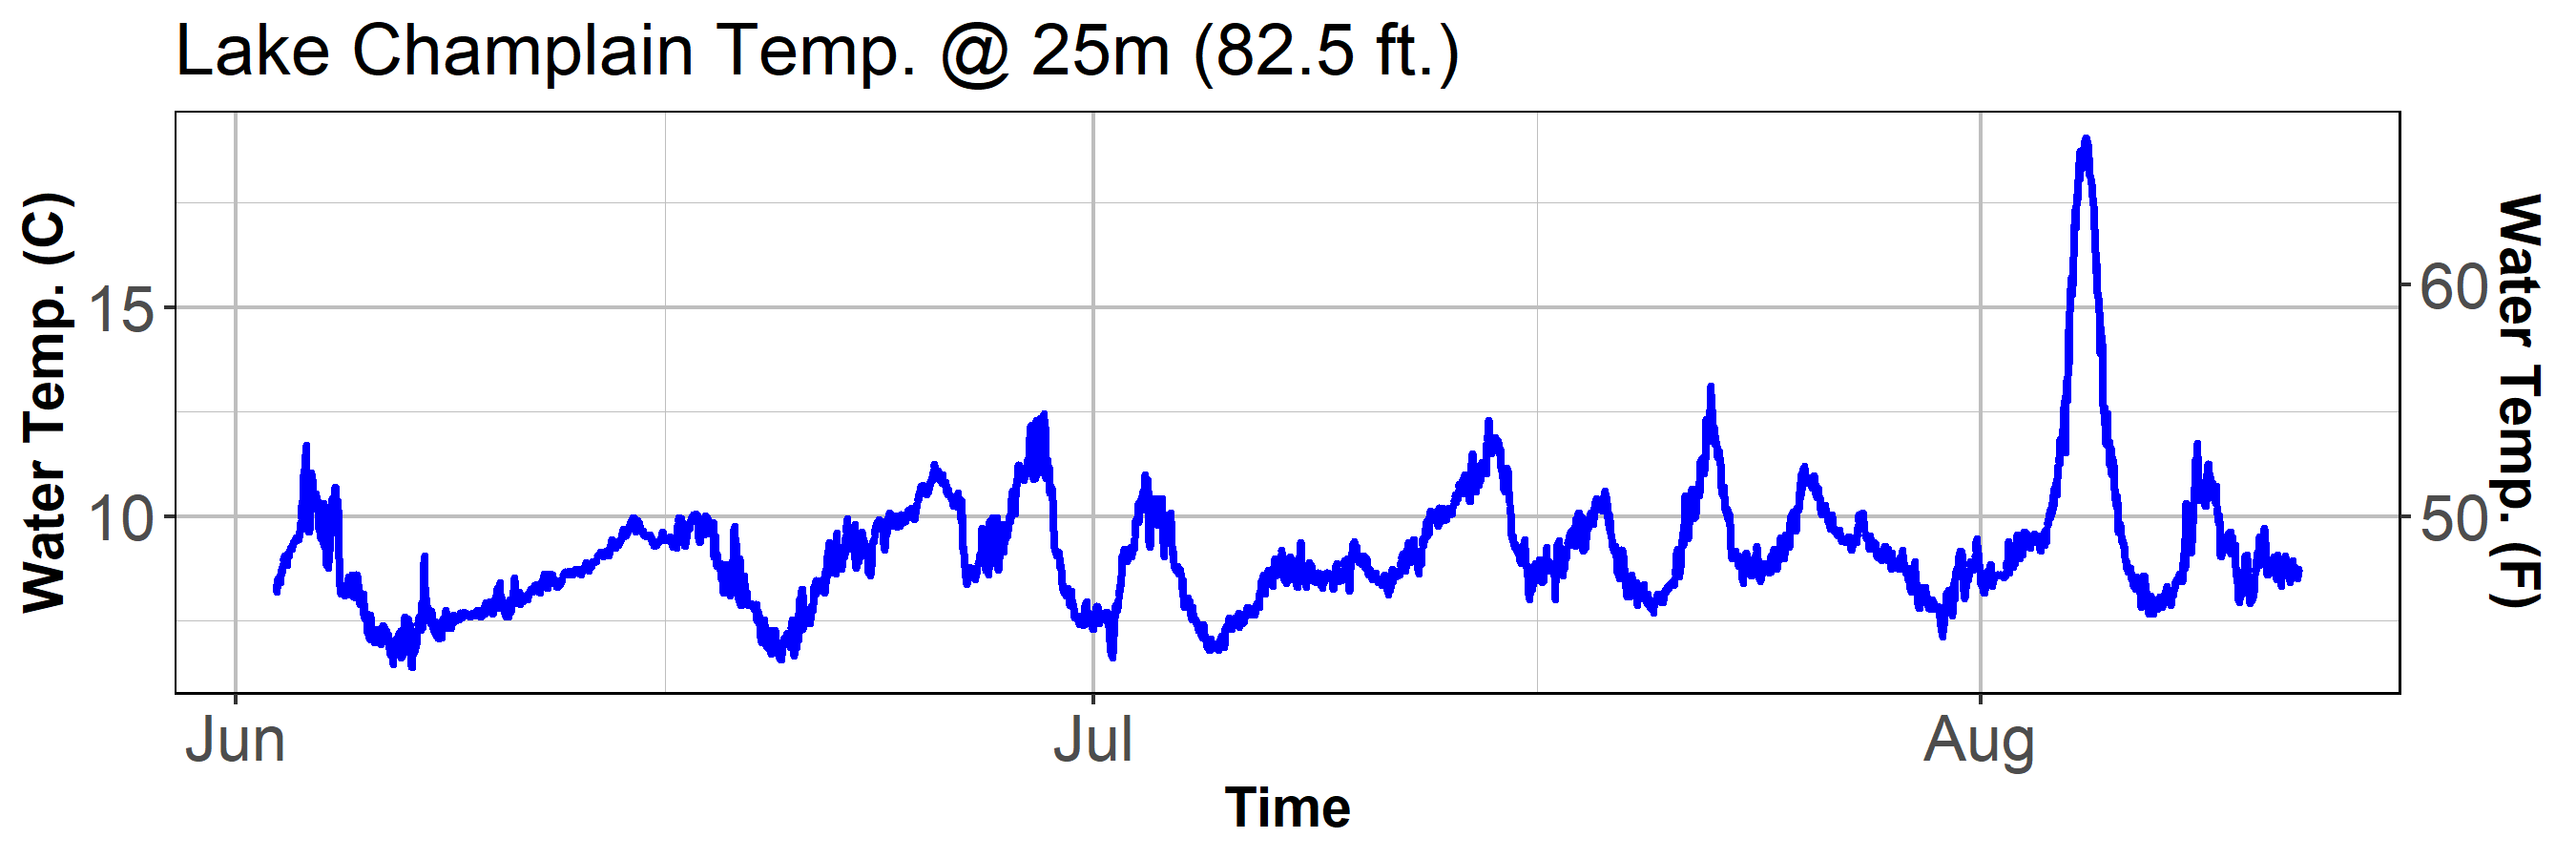 Lake Champlain Temp. @ 25m (82.5 ft.)
Water Temp. (C)
15
10
60
50
Water Temp. (F)
Jun
Jul
Aug
Time